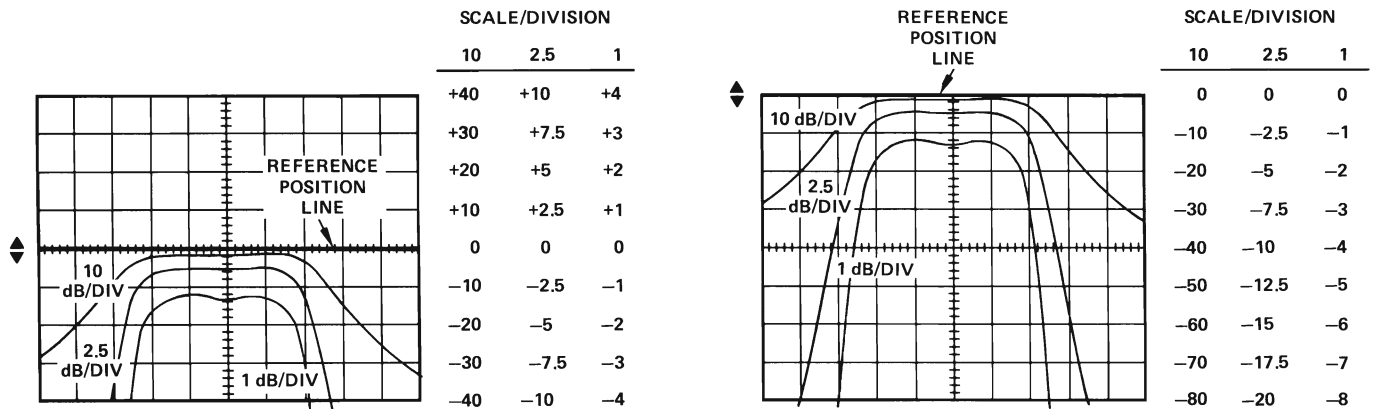 SCALE/DIVISION
10 2.5 1
+40 +10 +4
+30 +7.5 +3
+20 +5 +2
+10 +2.5 +1
0 0 0
−10 −2.5 −1
−20 −5 −2
−30 −7.5 −3
−40 −10 −4
REFERENCE
POSITION
LINE
10
dB/DIV
2.5
dB/DIV
1 dB/DIV
REFERENCE
POSITION
LINE
10 dB/DIV
2.5
dB/DIV
1 dB/DIV
SCALE/DIVISION
10 2.5 1
0 0 0
−10 −2.5 −1
−20 −5 −2
−30 −7.5 −3
−40 −10 −4
−50 −12.5 −5
−60 −15 −6
−70 −17.5 −7
−80 −20 −8